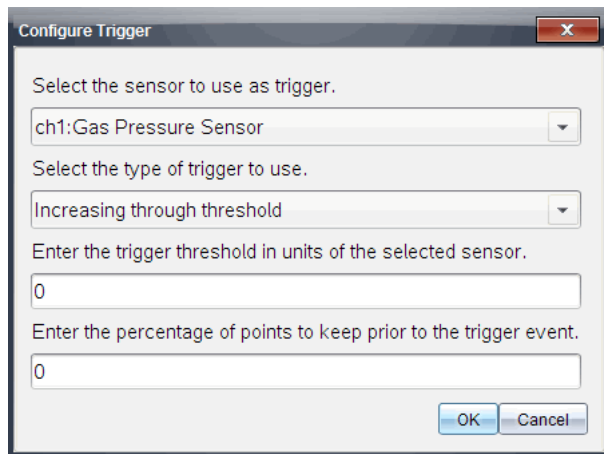 Configure Trigger
x
Select the sensor to use as trigger.
ch1:Gas Pressure Sensor
Select the type of trigger to use.
Increasing through threshold
Enter the trigger threshold in units of the selected sensor.
0
Enter the percentage of points to keep prior to the trigger event.
0
OK Cancel